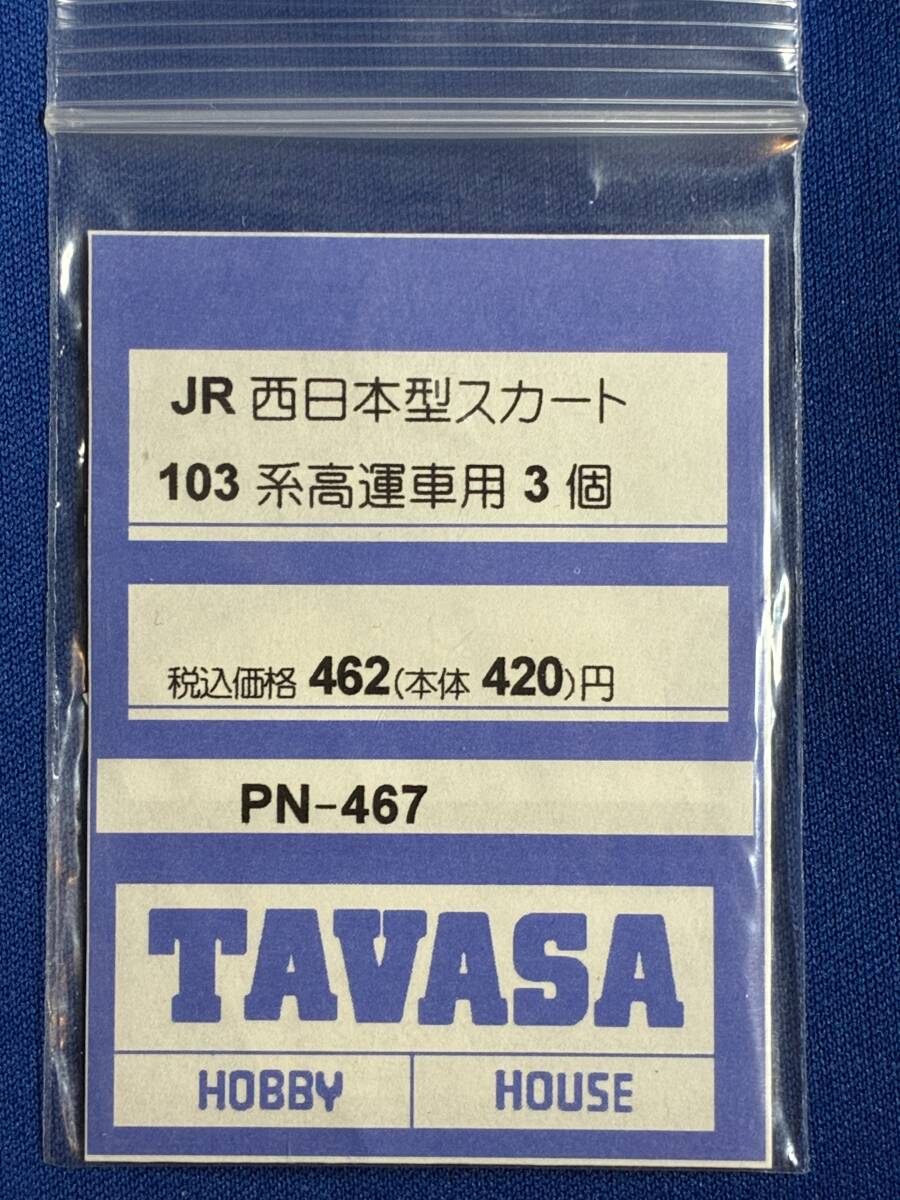 JR 西日本型スカート
103 系高運車用 3 個
税込価格 462(本体 420)円
PN-467
TAVASA
HOBBY HOUSE